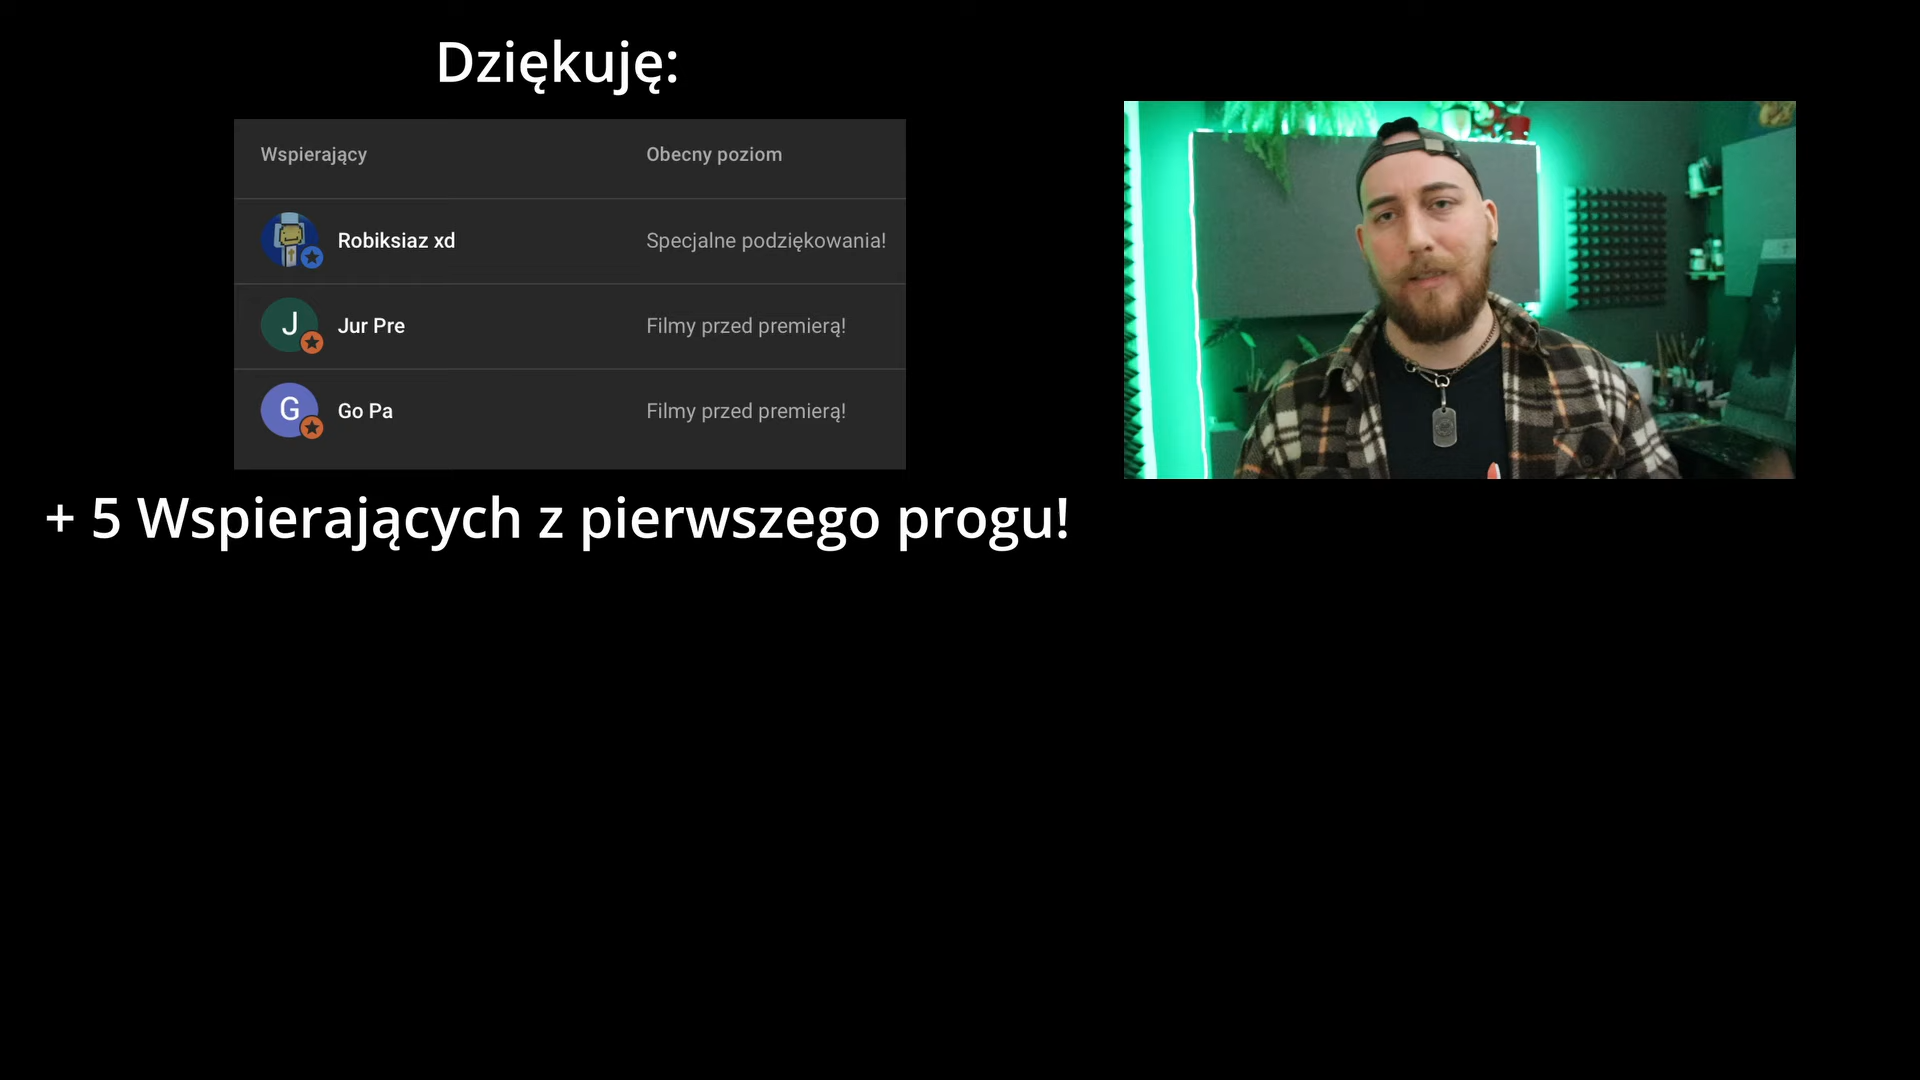 Dziękuję:
Wspierający Obecny poziom
Robiksiaz xd Specjalne podziękowania!
J Jur Pre Filmy przed premierą!
G Go Pa Filmy przed premierą!
+ 5 Wspierających z pierwszego progu!